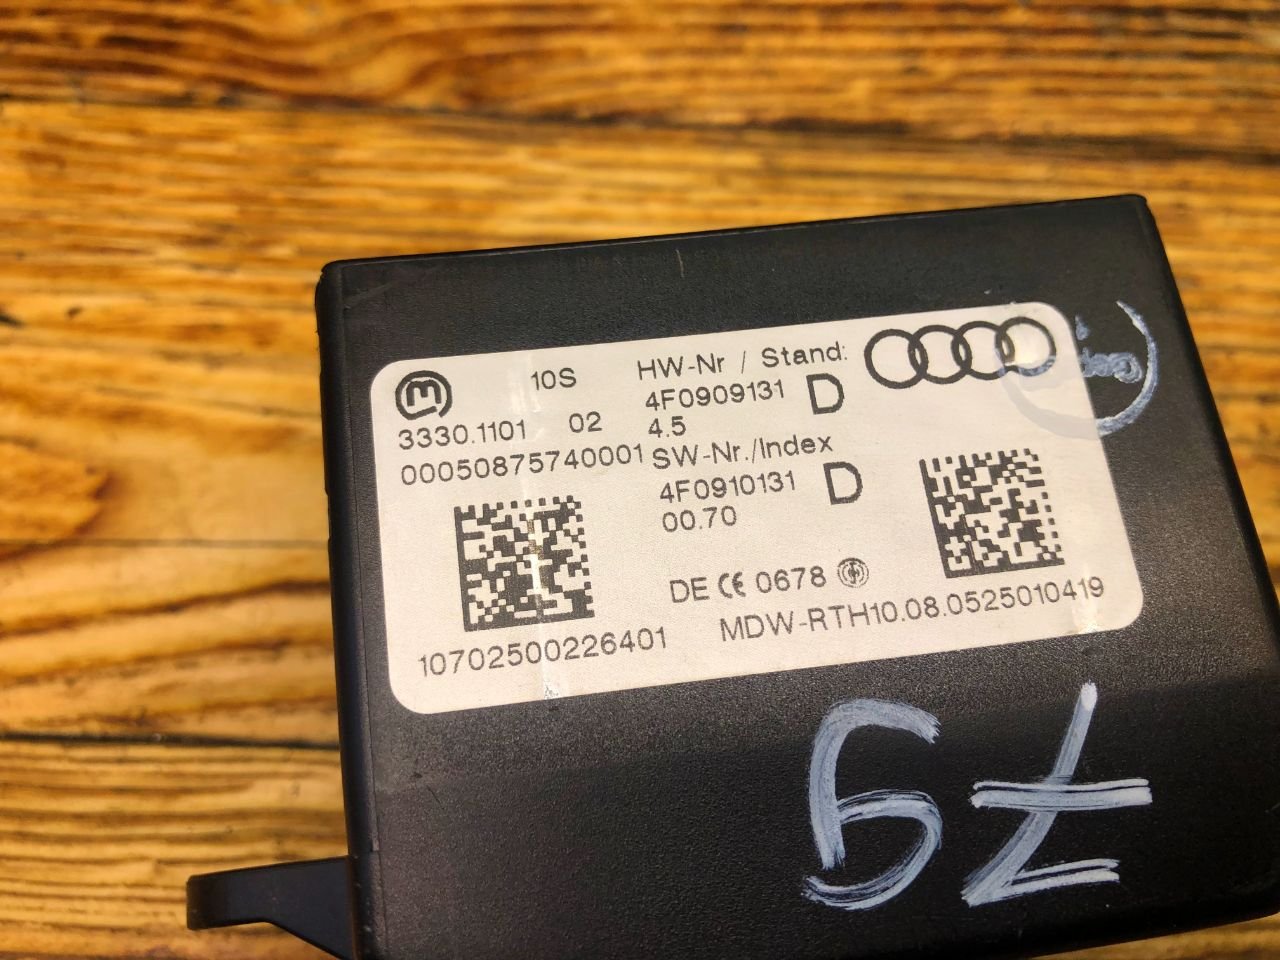 M 10S HW-Nr / Stand:
3330.1101 02 4F0909131 D
4.5
00050875740001 SW-Nr./Index
4F0910131 D
00.70
DE CE 0678
10702500226401 MDW-RTH10.08.0525010419